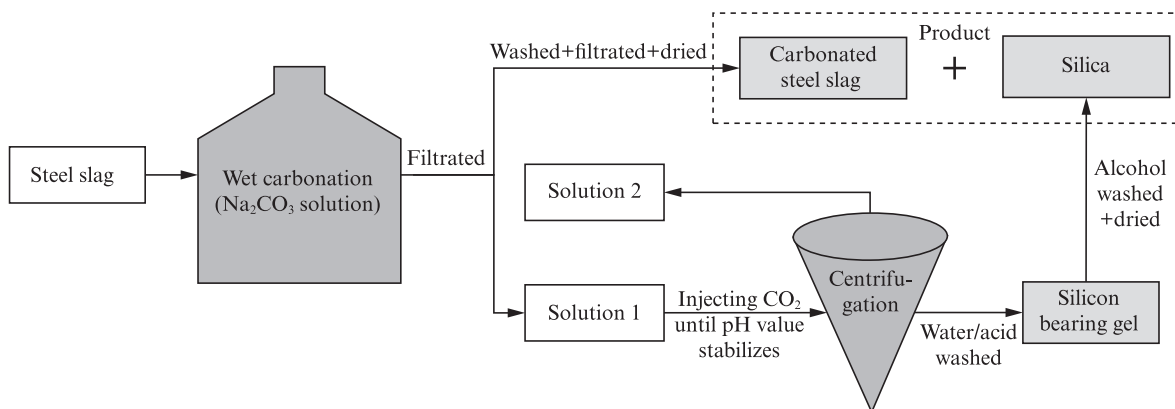 Steel slag
Wet carbonation
(Na₂CO₃ solution)
Filtrated
Washed+filtrated+dried
Product
Carbonated
steel slag
+
Silica
Solution 2
Solution 1
Injecting CO₂
until pH value
stabilizes
Centrifu-
gation
Water/acid
washed
Silicon
bearing gel
Alcohol
washed
+dried